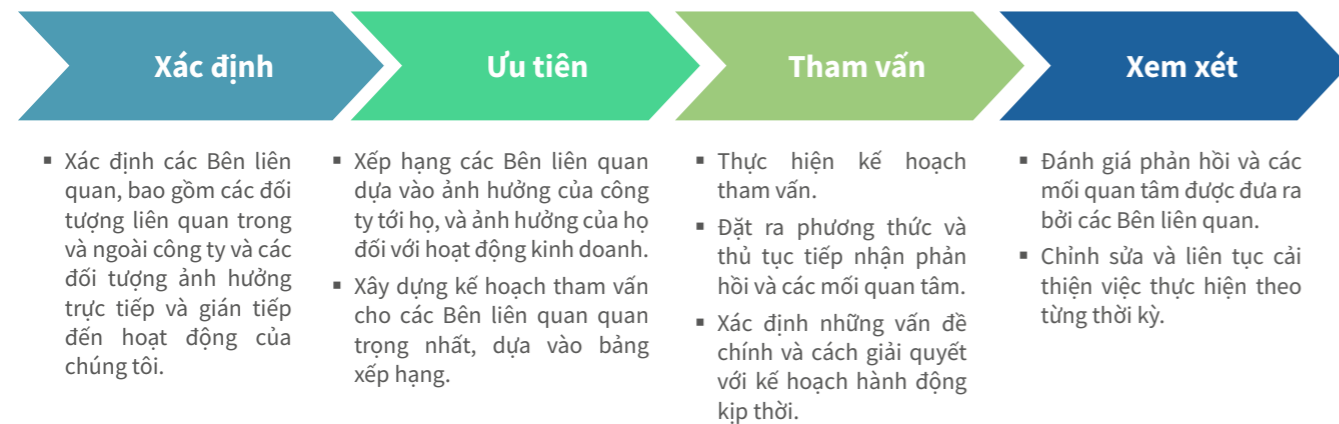 Xác định
Ưu tiên
Tham vấn
Xem xét
▪ Xác định các Bên liên
quan, bao gồm các đối
tượng liên quan trong
và ngoài công ty và các
đối tượng ảnh hưởng
trực tiếp và gián tiếp
đến hoạt động của
chúng tôi.
▪ Xếp hạng các Bên liên quan
dựa vào ảnh hưởng của công
ty tới họ, và ảnh hưởng của họ
đối với hoạt động kinh doanh.
▪ Xây dựng kế hoạch tham vấn
cho các Bên liên quan quan
trọng nhất, dựa vào bảng
xếp hạng.
▪ Thực hiện kế hoạch
tham vấn.
▪ Đặt ra phương thức và
thủ tục tiếp nhận phản
hồi và các mối quan tâm.
▪ Xác định những vấn đề
chính và cách giải quyết
với kế hoạch hành động
kịp thời.
▪ Đánh giá phản hồi và các
mối quan tâm được đưa ra
bởi các Bên liên quan.
▪ Chỉnh sửa và liên tục cải
thiện việc thực hiện theo
từng thời kỳ.